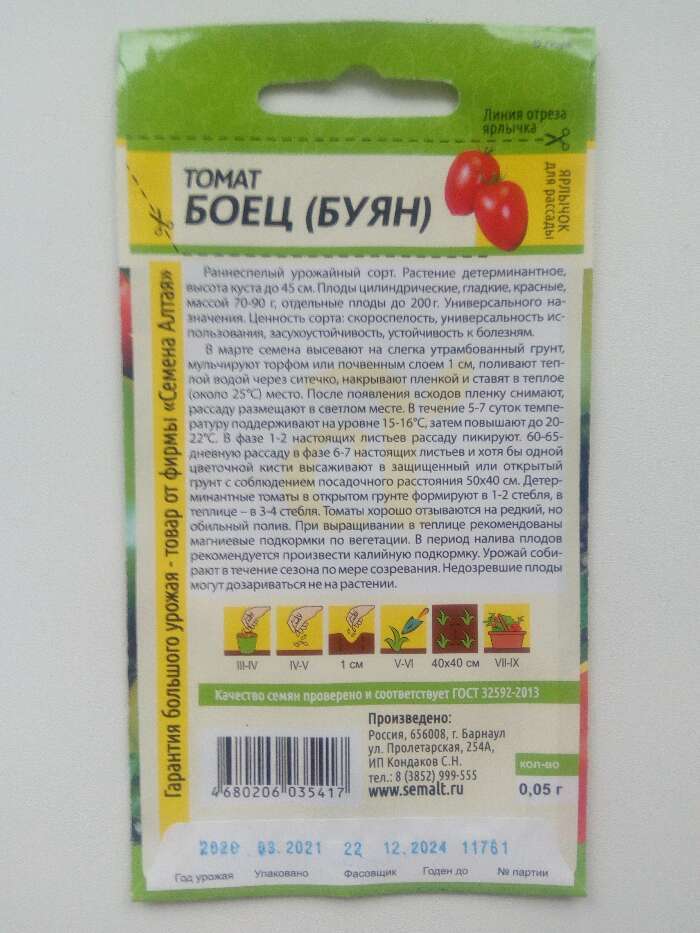 Линия отреза
ярлычка
ТОМАТ
БОЕЦ (БУЯН)
ЯРЛЫЧОК
для рассады
Гарантия большого урожая - товар от фирмы «Семена Алтая»
Раннеспелый урожайный сорт. Растение детерминантное,
высота куста до 45 см. Плоды цилиндрические, гладкие, красные,
массой 70-90 г, отдельные плоды до 200 г. Универсального на-
значения. Ценность сорта: скороспелость, универсальность ис-
пользования, засухоустойчивость, устойчивость к болезням.
В марте семена высевают на слегка утрамбованный грунт,
мульчируют торфом или почвенным слоем 1 см, поливают теп-
лой водой через ситечко, накрывают пленкой и ставят в теплое
(около 25°С) место. После появления всходов пленку снимают,
рассаду размещают в светлом месте. В течение 5-7 суток темпе-
ратуру поддерживают на уровне 15-16°С, затем повышают до 20-
22°С. В фазе 1-2 настоящих листьев рассаду пикируют. 60-65-
дневную рассаду в фазе 6-7 настоящих листьев и хотя бы одной
цветочной кисти высаживают в защищенный или открытый
грунт с соблюдением посадочного расстояния 50х40 см. Детер-
минантные томаты в открытом грунте формируют в 1-2 стебля, в
теплице – в 3-4 стебля. Томаты хорошо отзываются на редкий, но
обильный полив. При выращивании в теплице рекомендованы
магниевые подкормки по вегетации. В период налива плодов
рекомендуется произвести калийную подкормку. Урожай соби-
рают в течение сезона по мере созревания. Недозревшие плоды
могут дозариваться не на растении.
III-IV IV-V 1 см V-VI 40х40 см VII-IX
Качество семян проверено и соответствует ГОСТ 32592-2013
Произведено:
Россия, 656008, г. Барнаул
ул. Пролетарская, 254А,
ИП Кондаков С.Н.
тел.: 8 (3852) 999-555
www.semalt.ru
кол-во
0,05 г
4 680206 035417
2020 03.2021 22 12.2024 11761
Год урожая Упаковано Фасовщик Годен до № партии